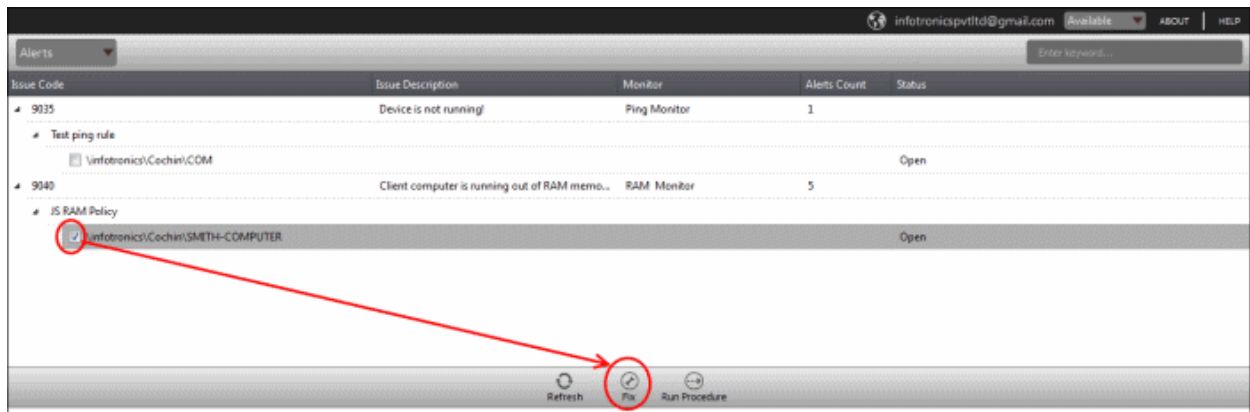 infotronicspvtltd@gmail.com Available ABOUT HELP
Alerts Enter keyword...
Issue Code Issue Description Monitor Alerts Count Status
9035 Device is not running! Ping Monitor 1
Test ping rule
\infotronics\Cochin\COM Open
9040 Client computer is running out of RAM memo... RAM Monitor 5
JS RAM Policy
\infotronics\Cochin\SMITH-COMPUTER Open
Refresh Fix Run Procedure